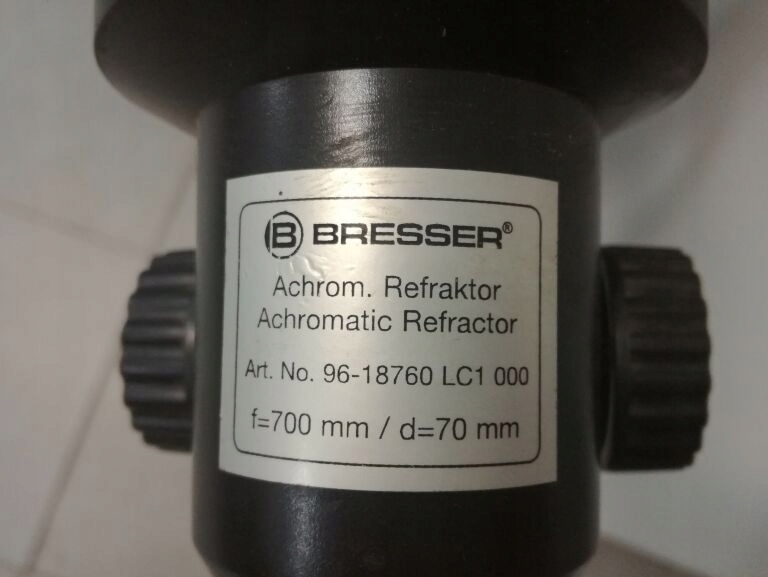 B BRESSER®
Achrom. Refraktor
Achromatic Refractor
Art. No. 96-18760 LC1 000
f=700 mm / d=70 mm